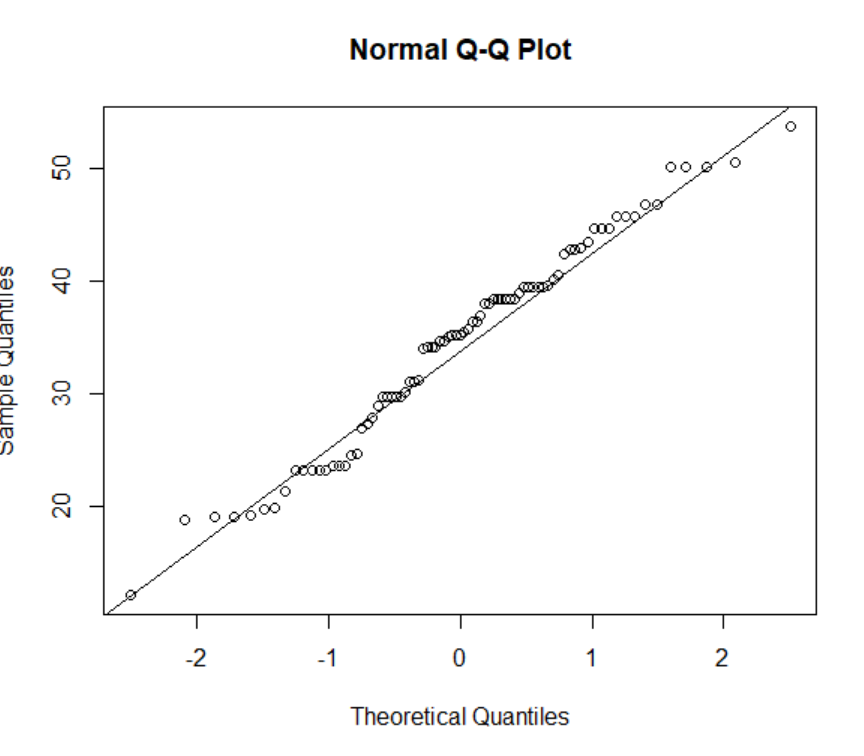 Normal Q-Q Plot
Sample Quantiles
50
40
30
20
-2 -1 0 1 2
Theoretical Quantiles